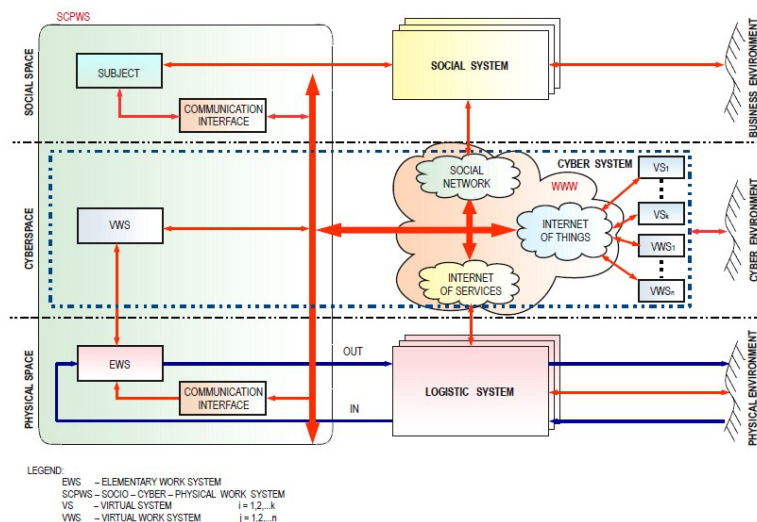 SCPWS
SOCIAL SPACE
SUBJECT
COMMUNICATION
INTERFACE
SOCIAL SYSTEM
BUSINESS ENVIRONMENT
CYBERSPACE
VWS
CYBER SYSTEM
SOCIAL
NETWORK
WWW
INTERNET
OF THINGS
INTERNET
OF SERVICES
VS1
VSk
VWS1
VWSn
CYBER ENVIRONMENT
PHYSICAL SPACE
EWS
COMMUNICATION
INTERFACE
OUT
IN
LOGISTIC SYSTEM
PHYSICAL ENVIRONMENT
LEGEND:
EWS – ELEMENTARY WORK SYSTEM
SCPWS – SOCIO – CYBER – PHYSICAL WORK SYSTEM
VS – VIRTUAL SYSTEM i = 1,2,...k
VWS – VIRTUAL WORK SYSTEM j = 1,2,...n